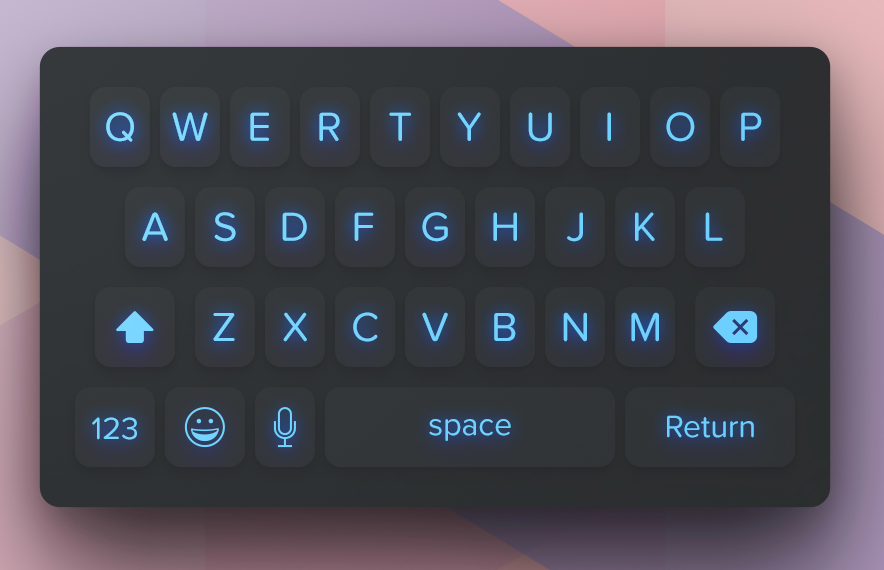 Q W E R T Y U I O P
A S D F G H J K L
Z X C V B N M
123 space Return